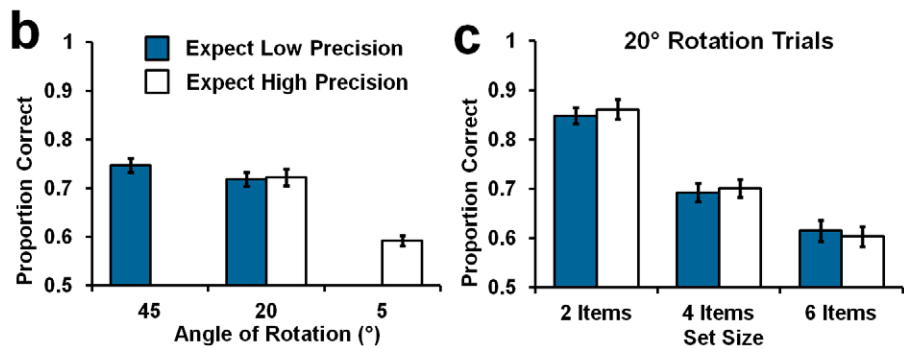 b
Proportion Correct
1
0.9
0.8
0.7
0.6
0.5
Expect Low Precision
Expect High Precision
45 20 5
Angle of Rotation (°)
c
20° Rotation Trials
Proportion Correct
1
0.9
0.8
0.7
0.6
0.5
2 Items 4 Items 6 Items
Set Size